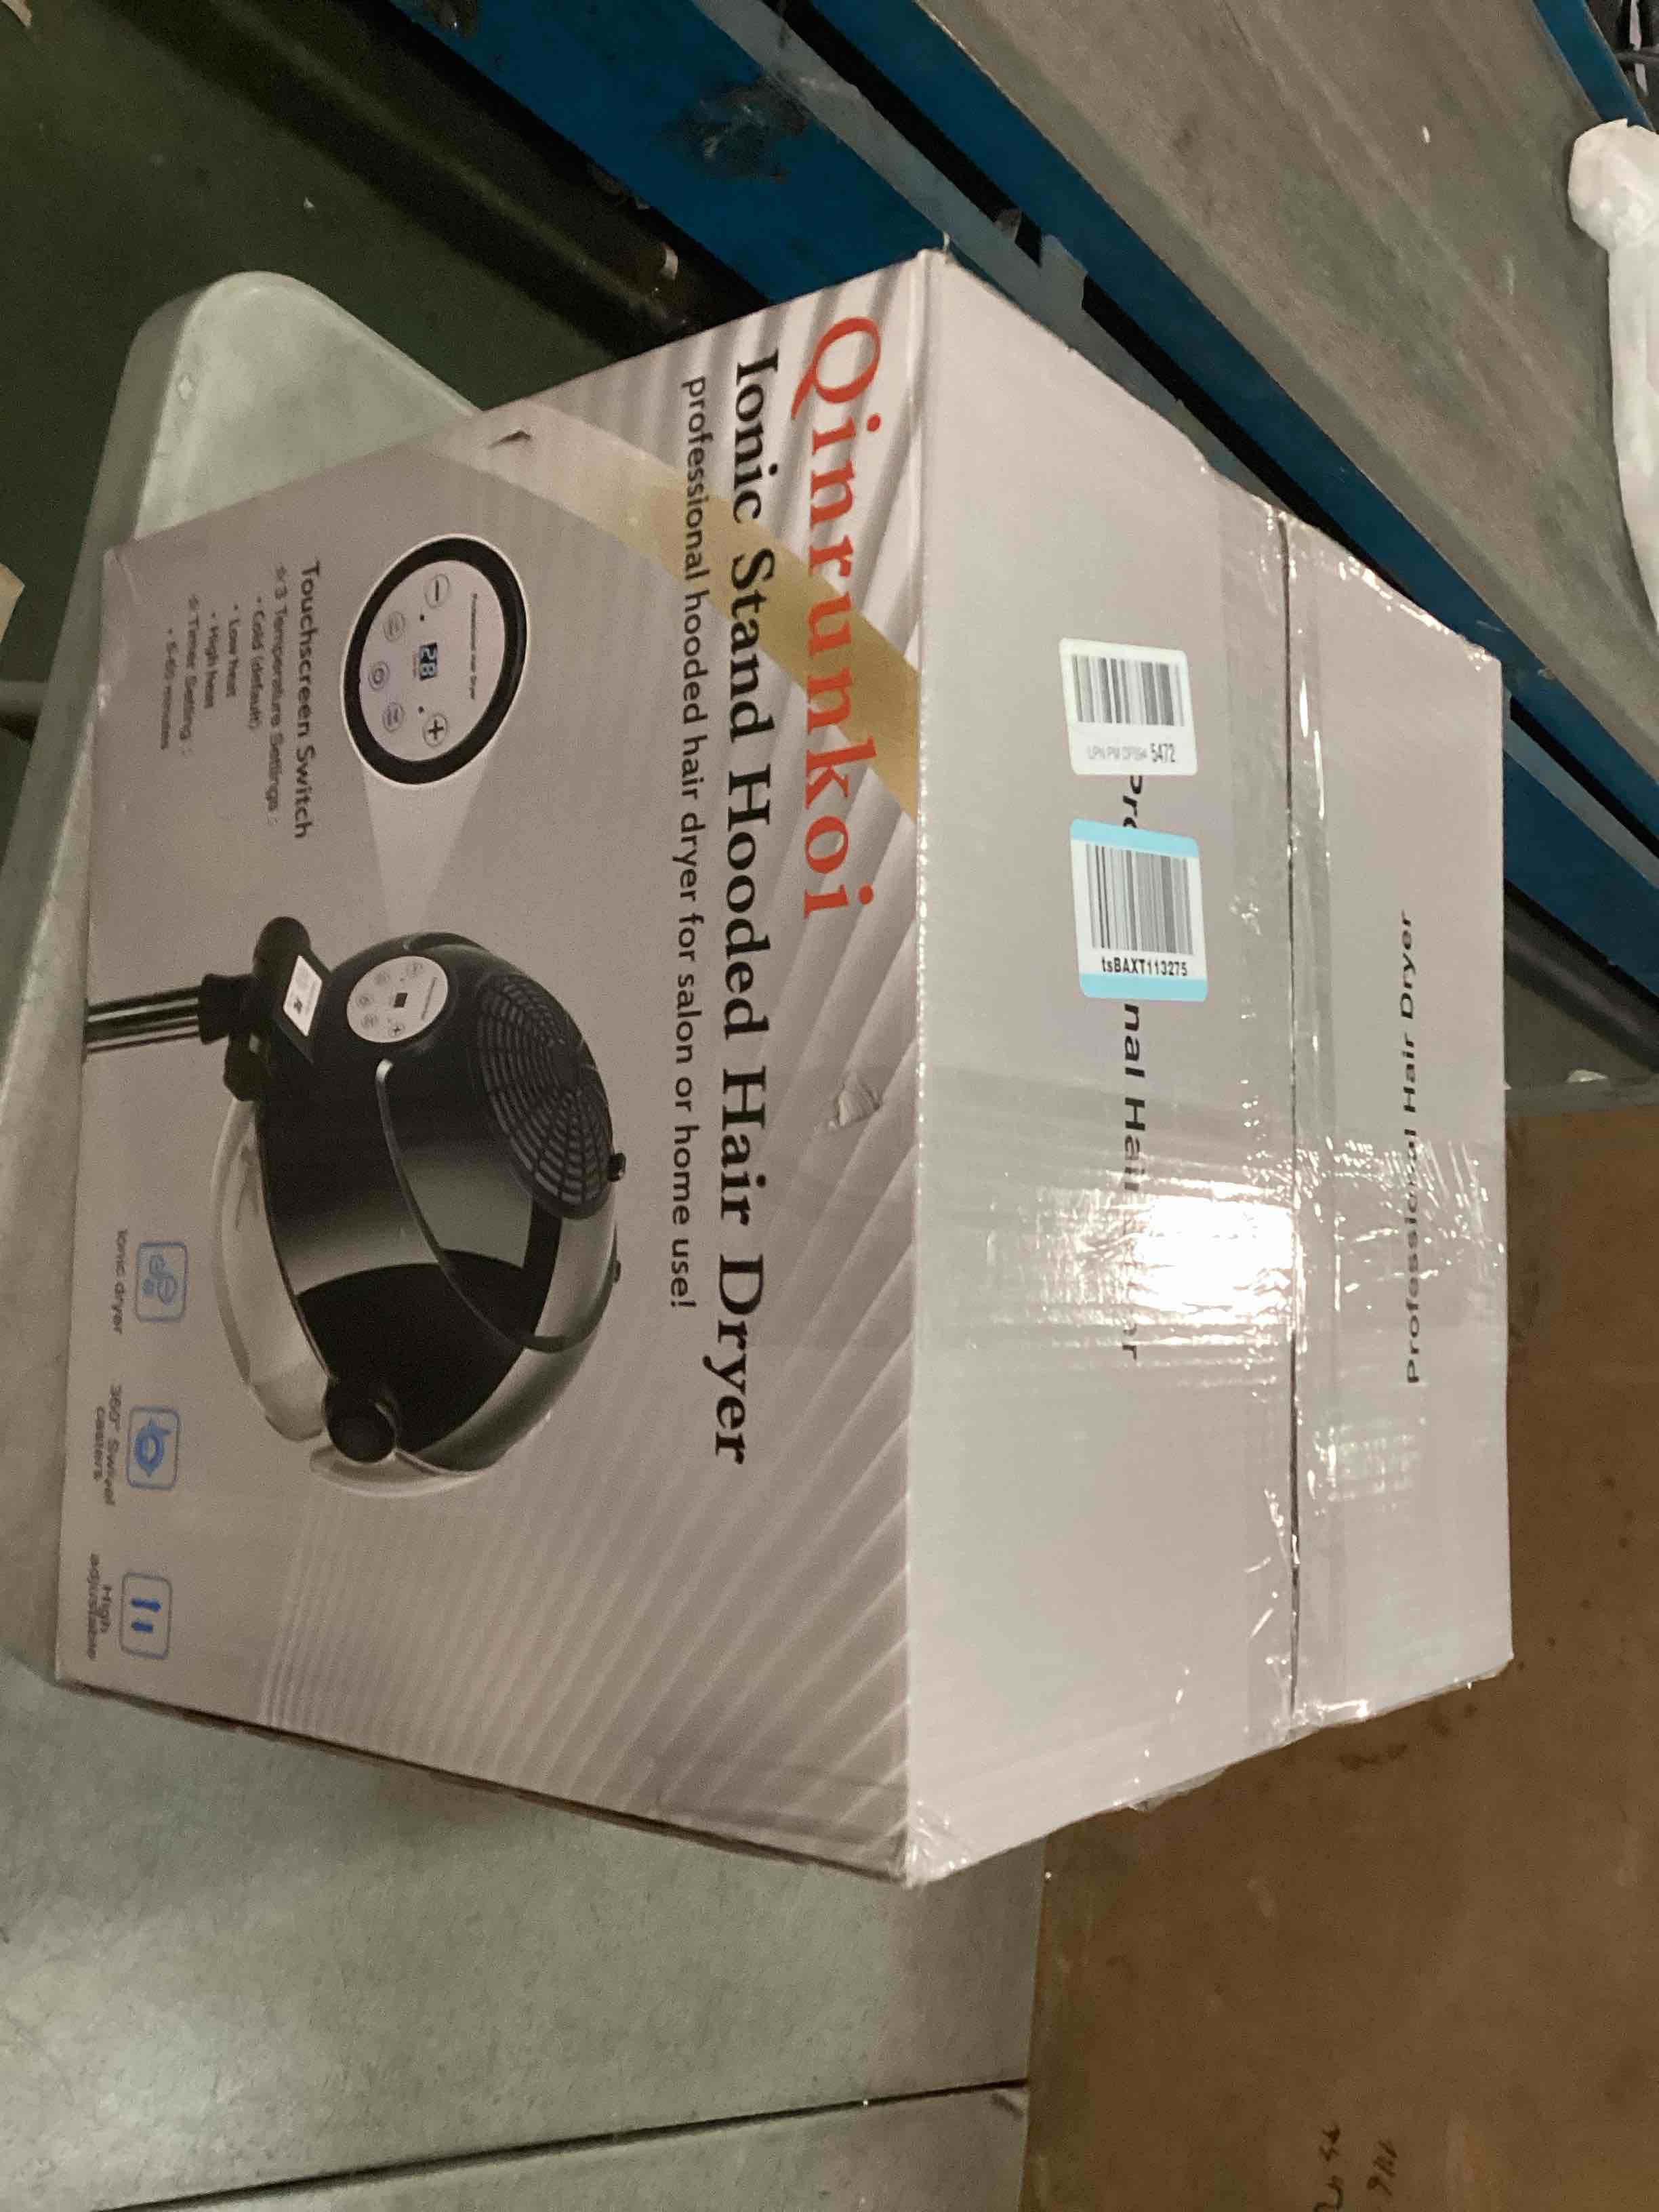 Qinrunkoi
Ionic Stand Hooded Hair Dryer
professional hooded hair dryer for salon or home use!
28
Touchscreen Switch
3 Temperature Settings :
• Cold (default)
• Low heat
• High heat
Timer Setting :
• 5-60 minutes
Ionic dryer
360° Swivel
casters
High
adjustable
5472
tsBAXT113275
nal Hair
Professional Hair Dryer